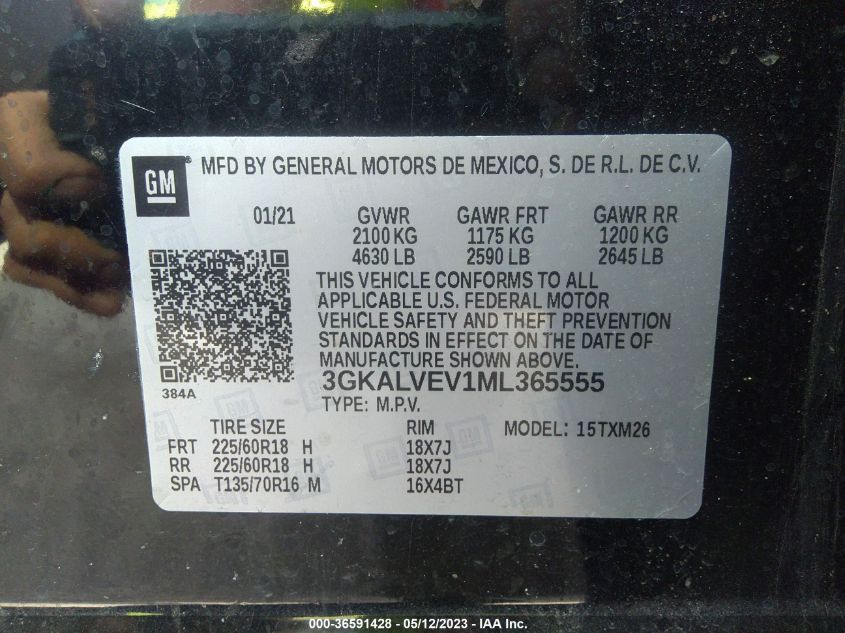 GM ® MFD BY GENERAL MOTORS DE MEXICO, S. DE R.L. DE C.V.
01/21 GVWR GAWR FRT GAWR RR
2100 KG 1175 KG 1200 KG
4630 LB 2590 LB 2645 LB
THIS VEHICLE CONFORMS TO ALL
APPLICABLE U.S. FEDERAL MOTOR
VEHICLE SAFETY AND THEFT PREVENTION
STANDARDS IN EFFECT ON THE DATE OF
MANUFACTURE SHOWN ABOVE.
384A 3GKALVEV1ML365555
TYPE: M.P.V.
TIRE SIZE RIM MODEL: 15TXM26
FRT 225/60R18 H 18X7J
RR 225/60R18 H 18X7J
SPA T135/70R16 M 16X4BT
000-36591428 - 05/12/2023 - IAA Inc.